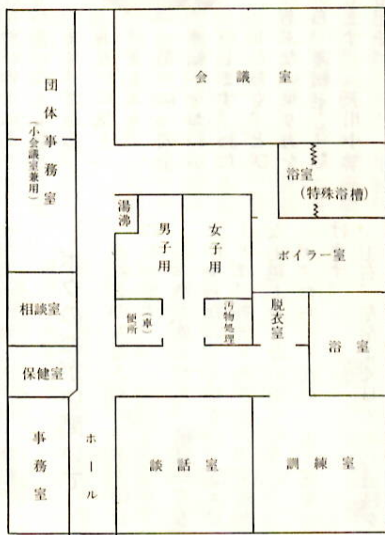 会議室
団体事務室
(小会議室兼用)
浴室
(特殊浴槽)
湯沸
男子用
女子用
ボイラー室
相談室
便所
(車)
汚物処理
脱衣室
浴室
保健室
事務室
ホール
談話室
訓練室